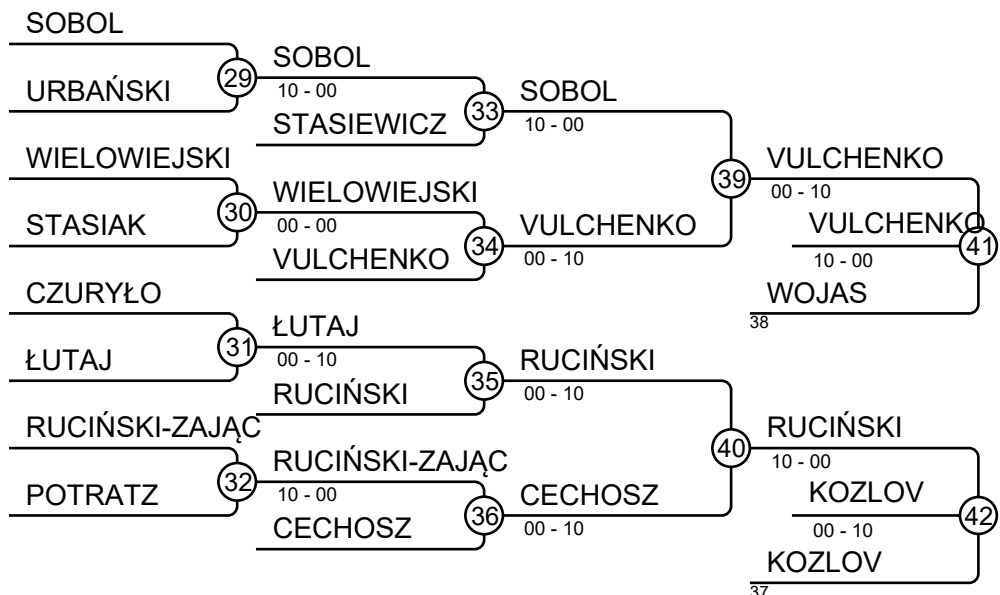 SOBOL
29
SOBOL
10 - 00
URBAŃSKI
33
SOBOL
10 - 00
STASIEWICZ
WIELOWIEJSKI
39
VULCHENKO
00 - 10
30
WIELOWIEJSKI
00 - 00
STASIAK
34
VULCHENKO
00 - 10
VULCHENKO
10 - 00
41
VULCHENKO
CZURYŁO
WOJAS
38
31
ŁUTAJ
00 - 10
ŁUTAJ
35
RUCIŃSKI
00 - 10
RUCIŃSKI
RUCIŃSKI-ZAJĄC
40
RUCIŃSKI
10 - 00
32
RUCIŃSKI-ZAJĄC
10 - 00
POTRATZ
36
CECHOSZ
00 - 10
KOZLOV
00 - 10
42
CECHOSZ
KOZLOV
37